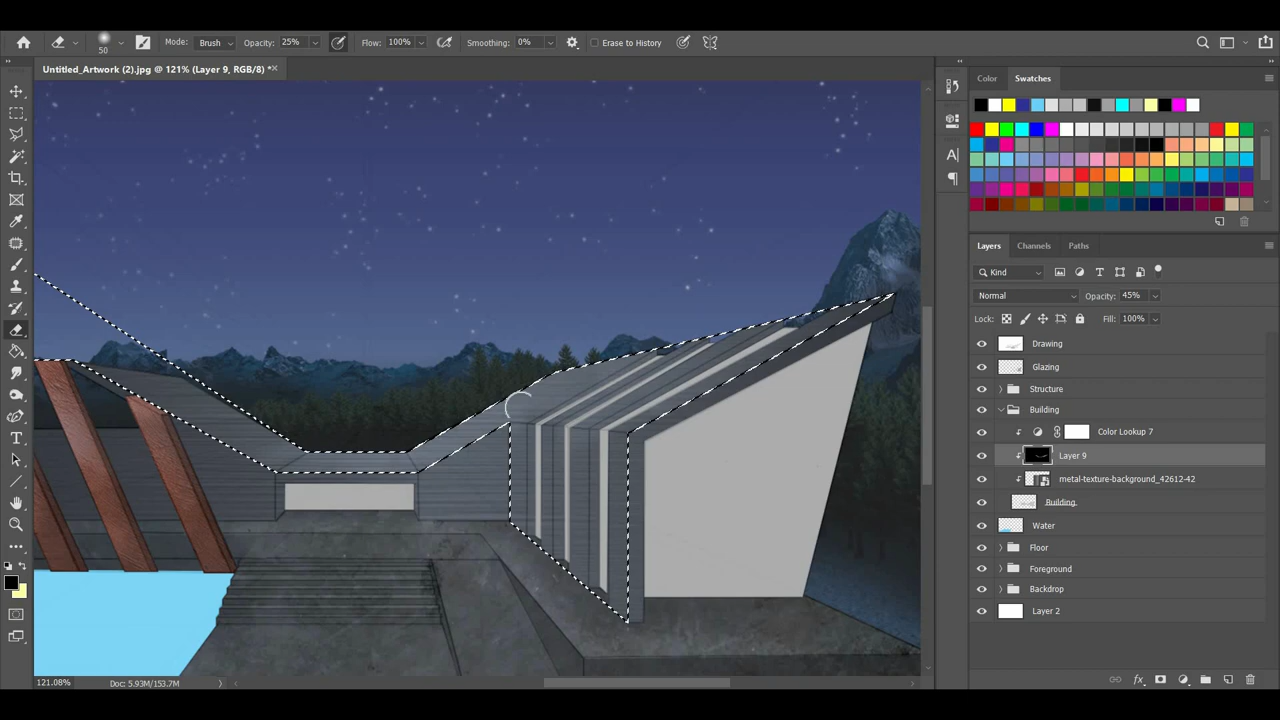 50 Mode: Brush Opacity: 25% Flow: 100% Smoothing: 0% Erase to History
Untitled_Artwork (2).jpg @ 121% (Layer 9, RGB/8) *
Color Swatches
Layers Channels Paths
Kind
Normal Opacity: 45%
Lock: Fill: 100%
Drawing
Glazing
Structure
Building
Color Lookup 7
Layer 9
metal-texture-background_42612-42
Building.
Water
Floor
Foreground
Backdrop
Layer 2
121.08% Doc: 5.93M/153.7M